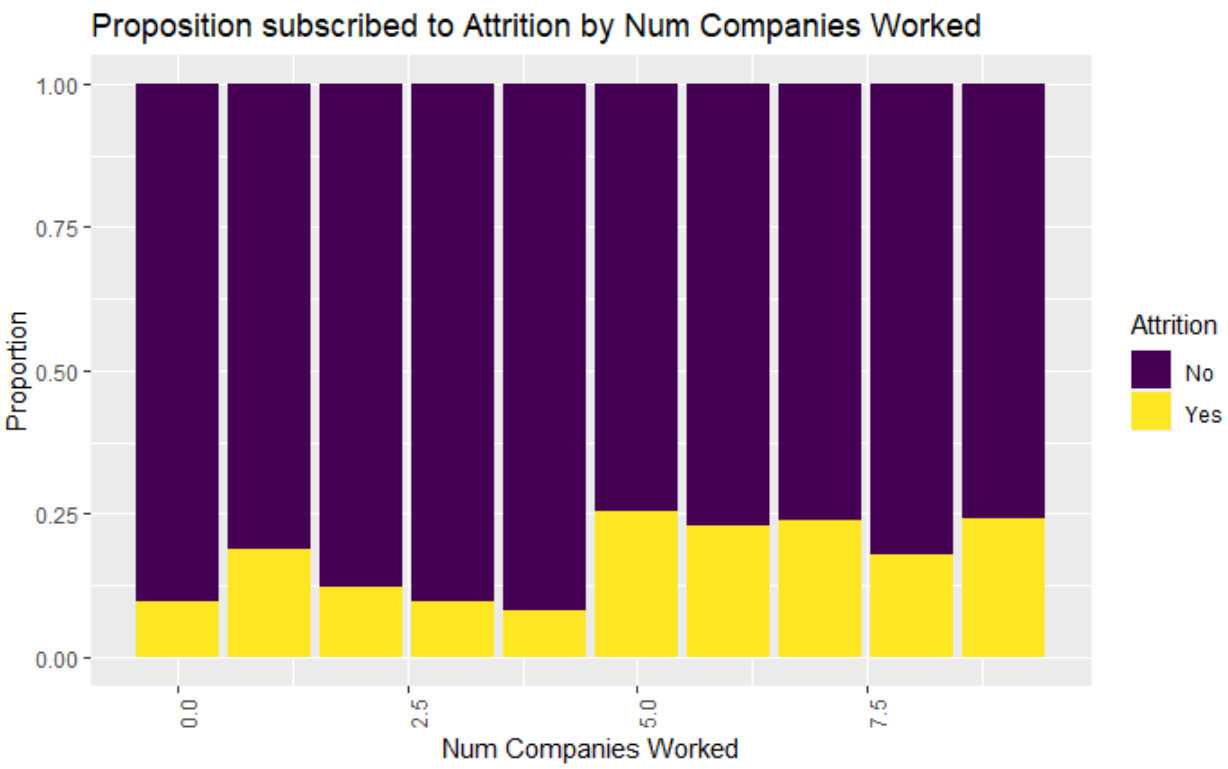 Proposition subscribed to Attrition by Num Companies Worked
1.00
0.75
0.50
0.25
0.00
Proportion
0.0
2.5
5.0
7.5
Num Companies Worked
Attrition
No
Yes